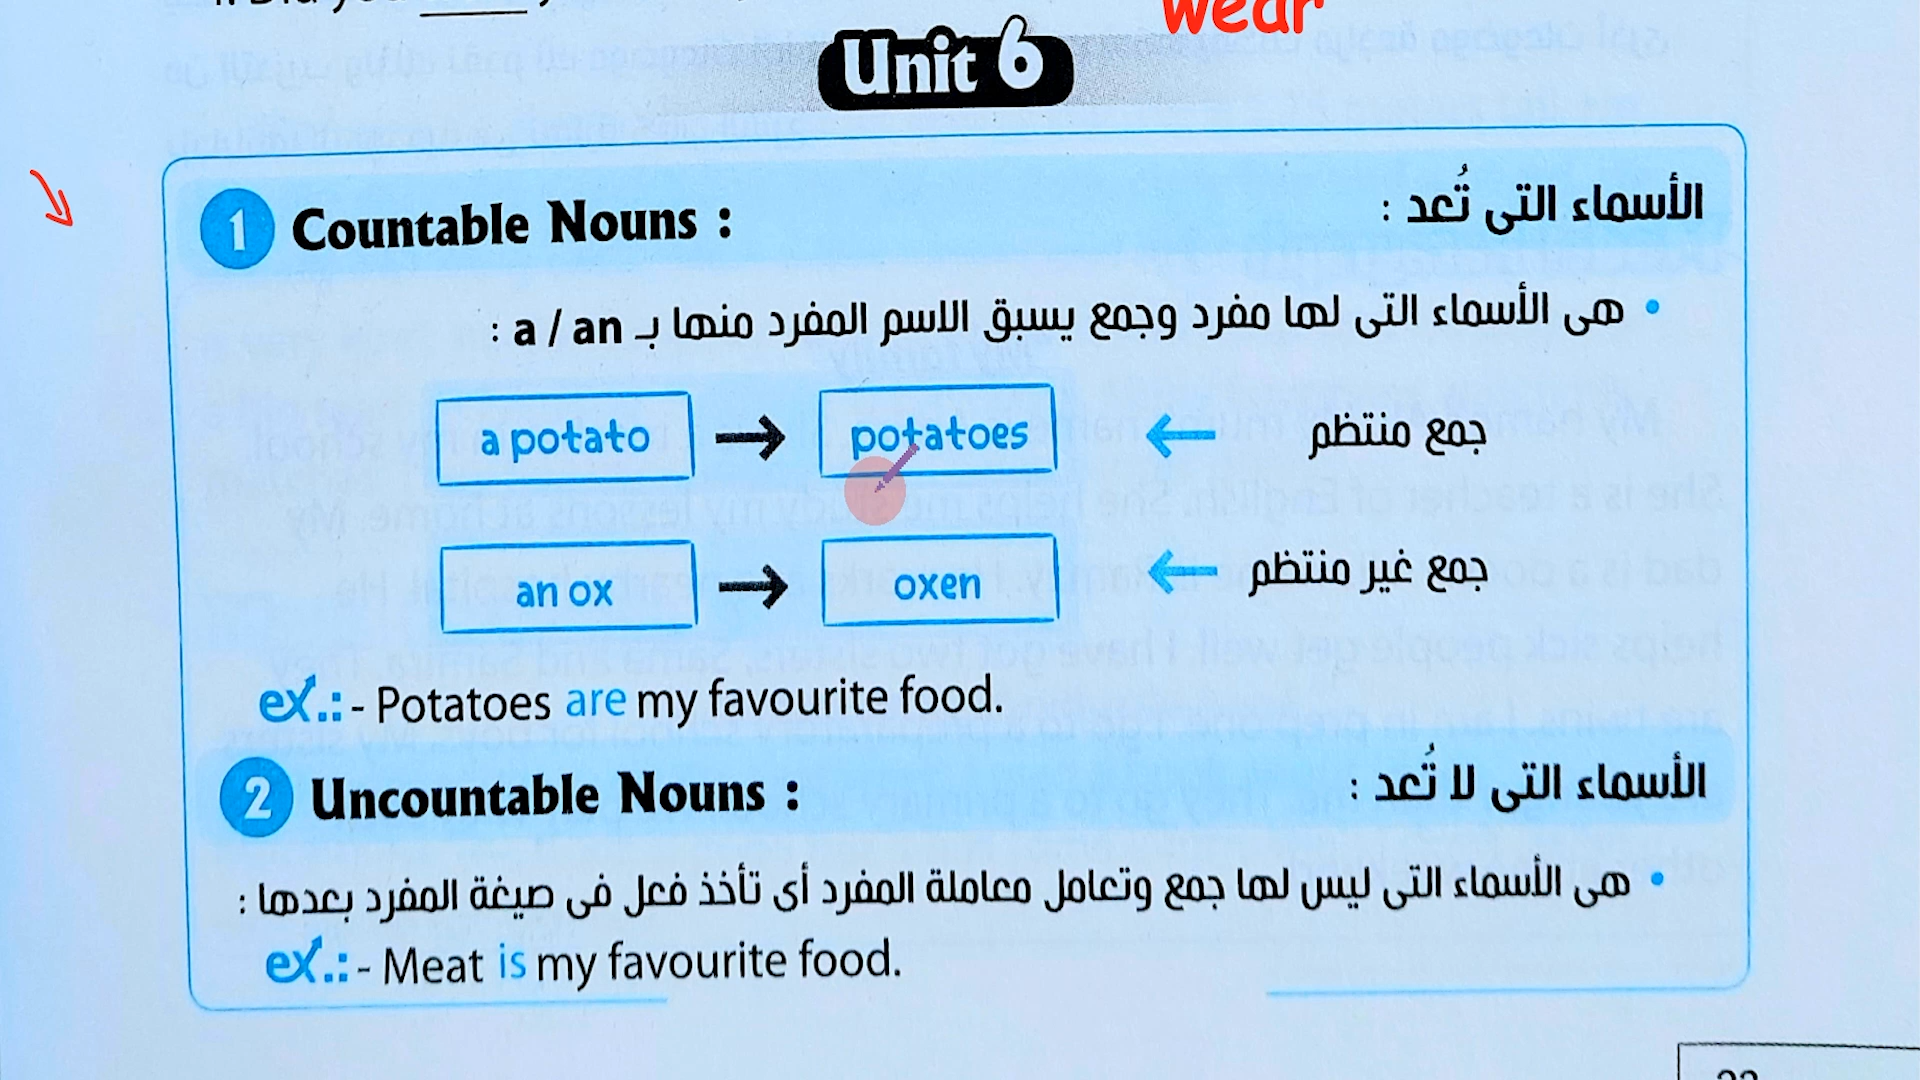 wear
Unit 6
1 Countable Nouns : الأسماء التى تُعد :
• هى الأسماء التى لها مفرد وجمع يسبق الاسم المفرد منها بـ a / an :
a potato → potatoes ← جمع منتظم
an ox → oxen ← جمع غير منتظم
ex.: - Potatoes are my favourite food.
2 Uncountable Nouns : الأسماء التى لا تُعد :
• هى الأسماء التى ليس لها جمع وتعامل معاملة المفرد أى تأخذ فعل فى صيغة المفرد بعدها :
ex.: - Meat is my favourite food.